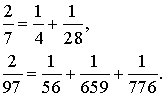 2/7 = 1/4 + 1/28,
2/97 = 1/56 + 1/659 + 1/776.